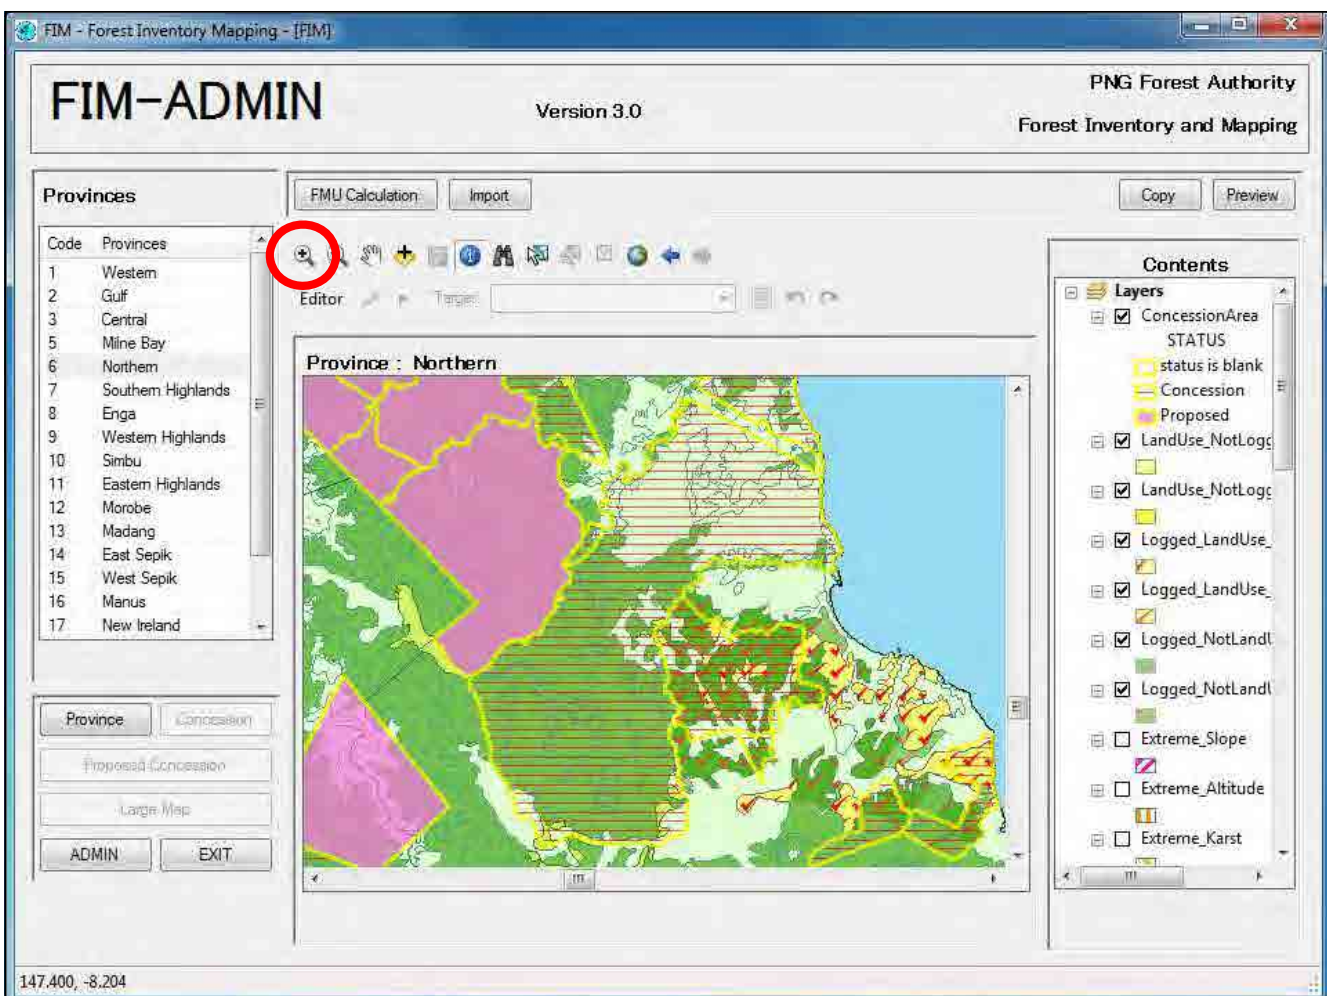 FIM - Forest Inventory Mapping - [FIM]
FIM-ADMIN
Version 3.0
PNG Forest Authority
Forest Inventory and Mapping
Provinces
Code Provinces
1 Western
2 Gulf
3 Central
5 Milne Bay
6 Northern
7 Southern Highlands
8 Enga
9 Western Highlands
10 Simbu
11 Eastern Highlands
12 Morobe
13 Madang
14 East Sepik
15 West Sepik
16 Manus
17 New Ireland
Province Concession
Proposed Concession
Large Map
ADMIN EXIT
FMU Calculation Import
Copy Preview
Editor Target:
Province : Northern
Contents
Layers
ConcessionArea
STATUS
status is blank
Concession
Proposed
LandUse_NotLogg
LandUse_NotLogg
Logged_LandUse_
Logged_LandUse_
Logged_NotLandU
Logged_NotLandU
Extreme_Slope
Extreme_Altitude
Extreme_Karst
147.400, -8.204